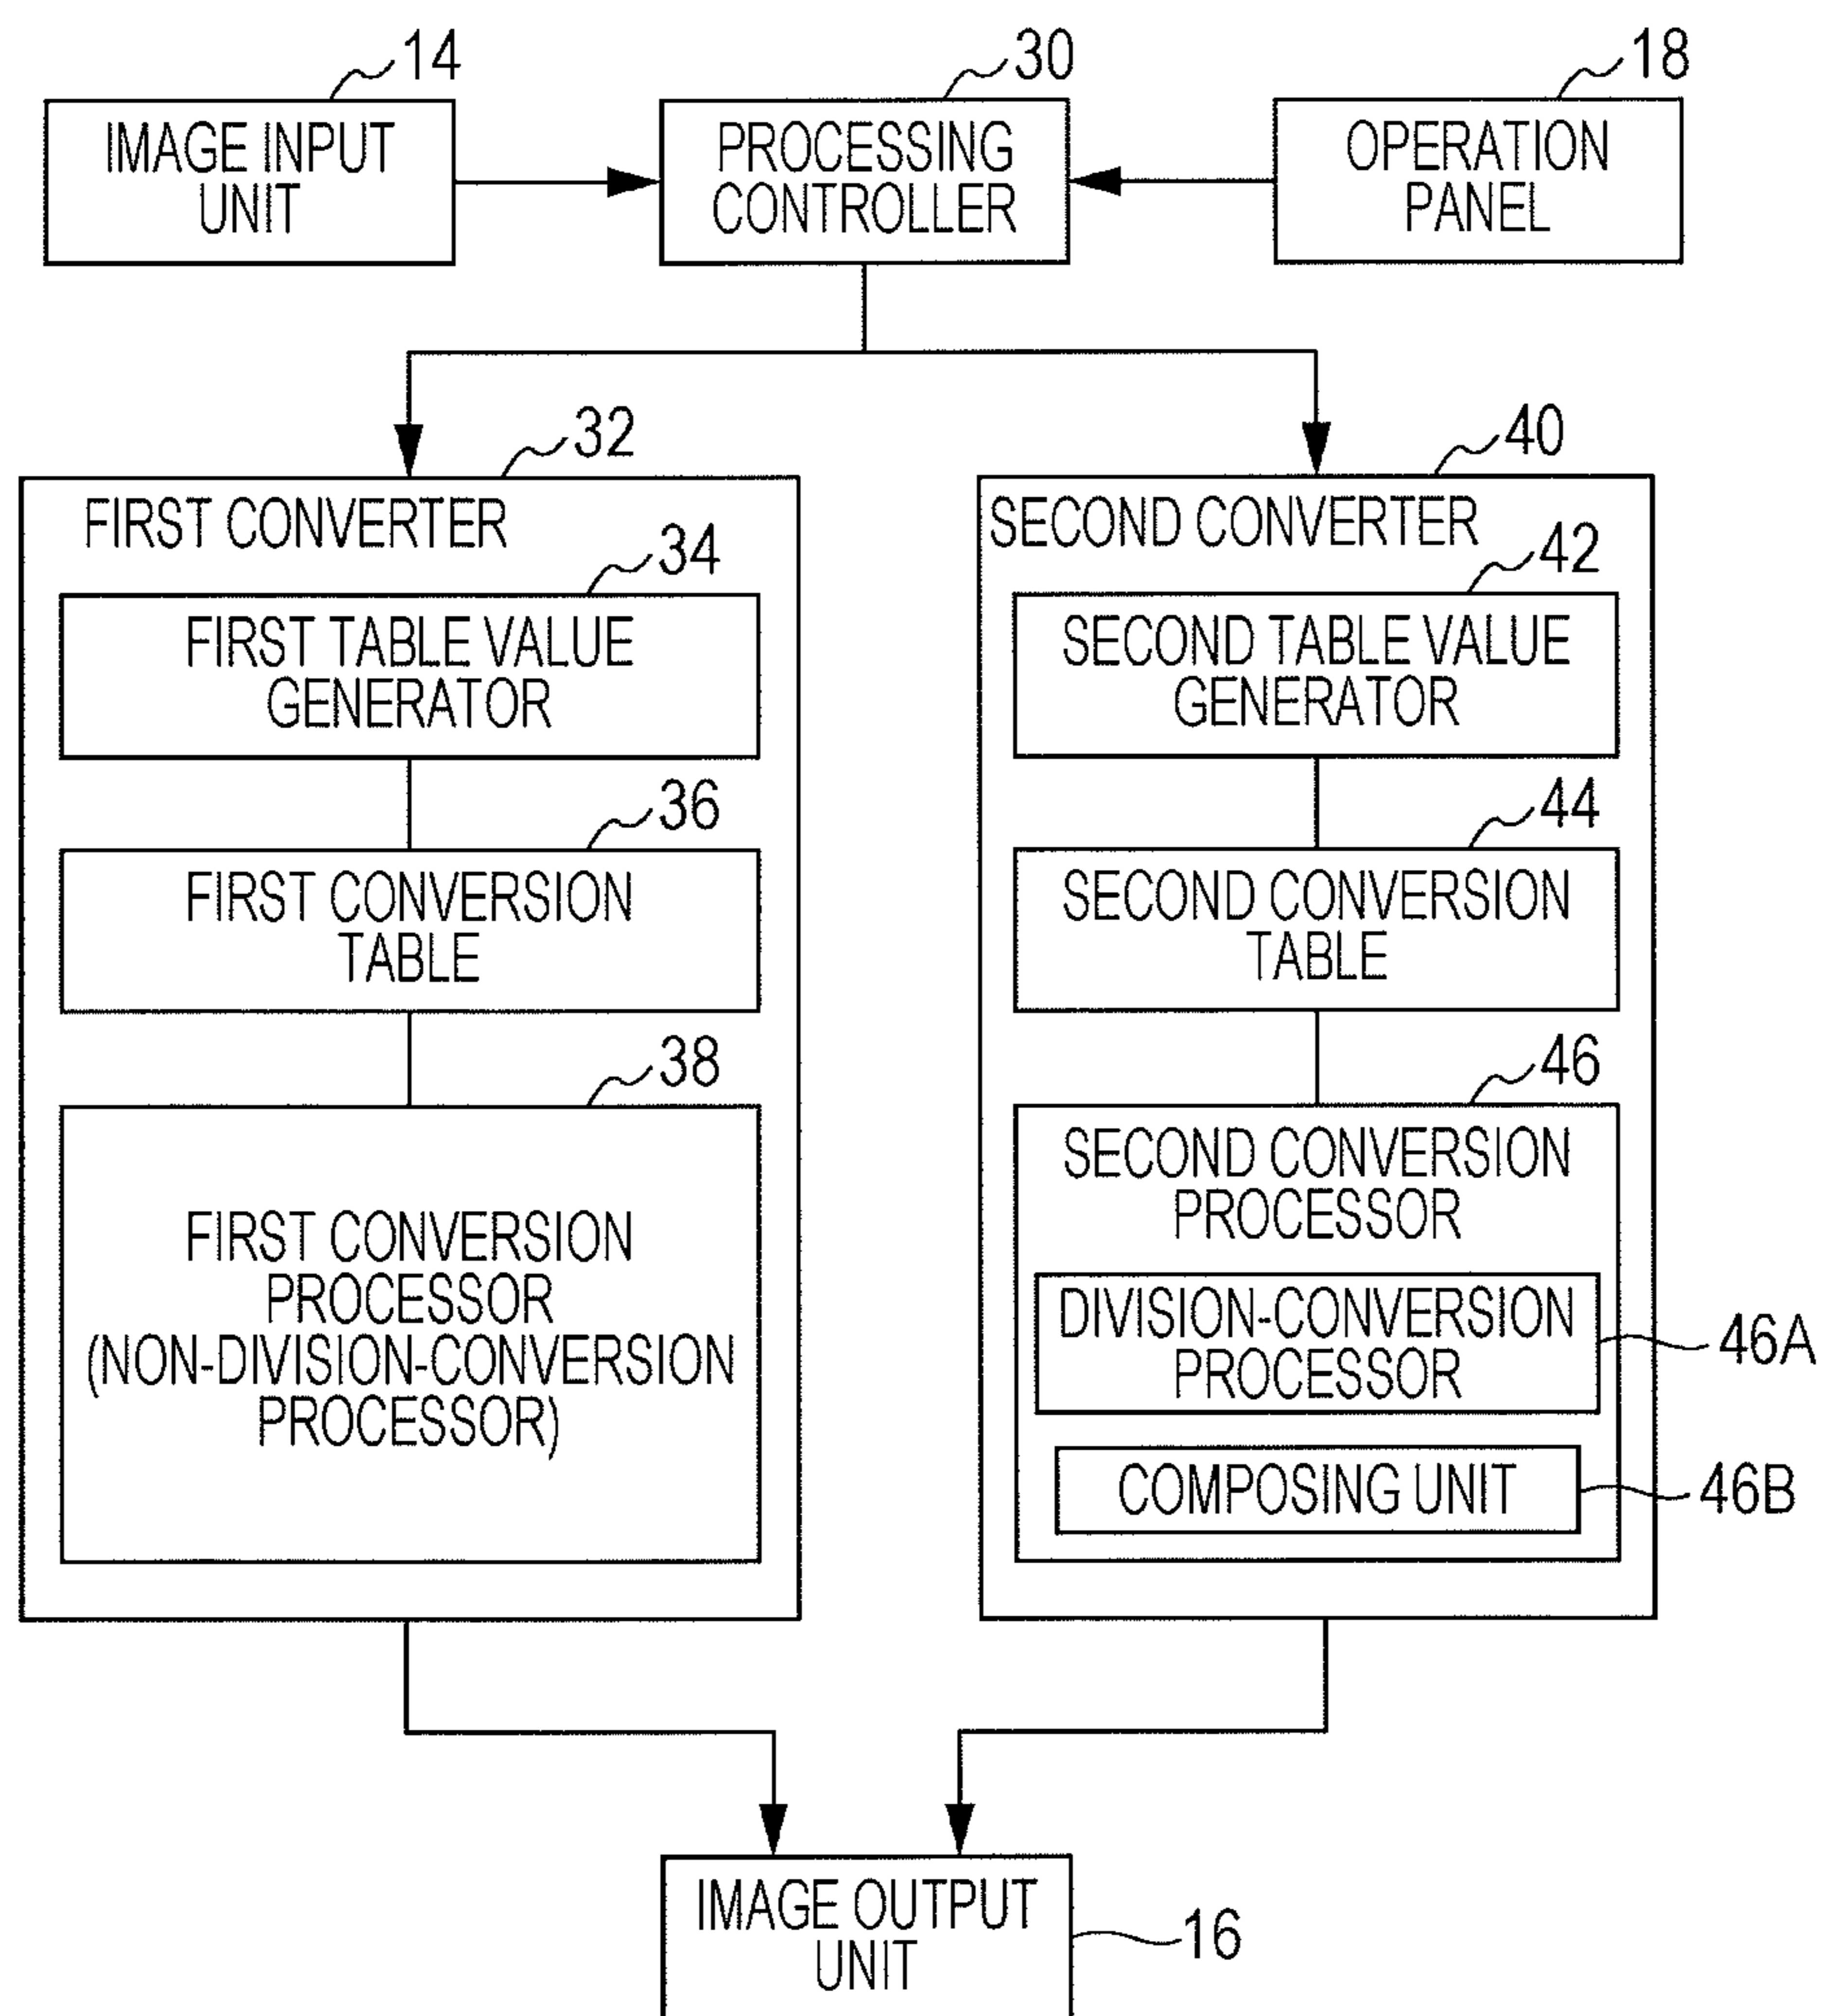 14
30
18
IMAGE INPUT
UNIT
PROCESSING
CONTROLLER
OPERATION
PANEL
32
FIRST CONVERTER
34
FIRST TABLE VALUE
GENERATOR
36
FIRST CONVERSION
TABLE
38
FIRST CONVERSION
PROCESSOR
(NON-DIVISION-CONVERSION
PROCESSOR)
40
SECOND CONVERTER
42
SECOND TABLE VALUE
GENERATOR
44
SECOND CONVERSION
TABLE
46
SECOND CONVERSION
PROCESSOR
DIVISION-CONVERSION
PROCESSOR
46A
COMPOSING UNIT
46B
IMAGE OUTPUT
UNIT
16